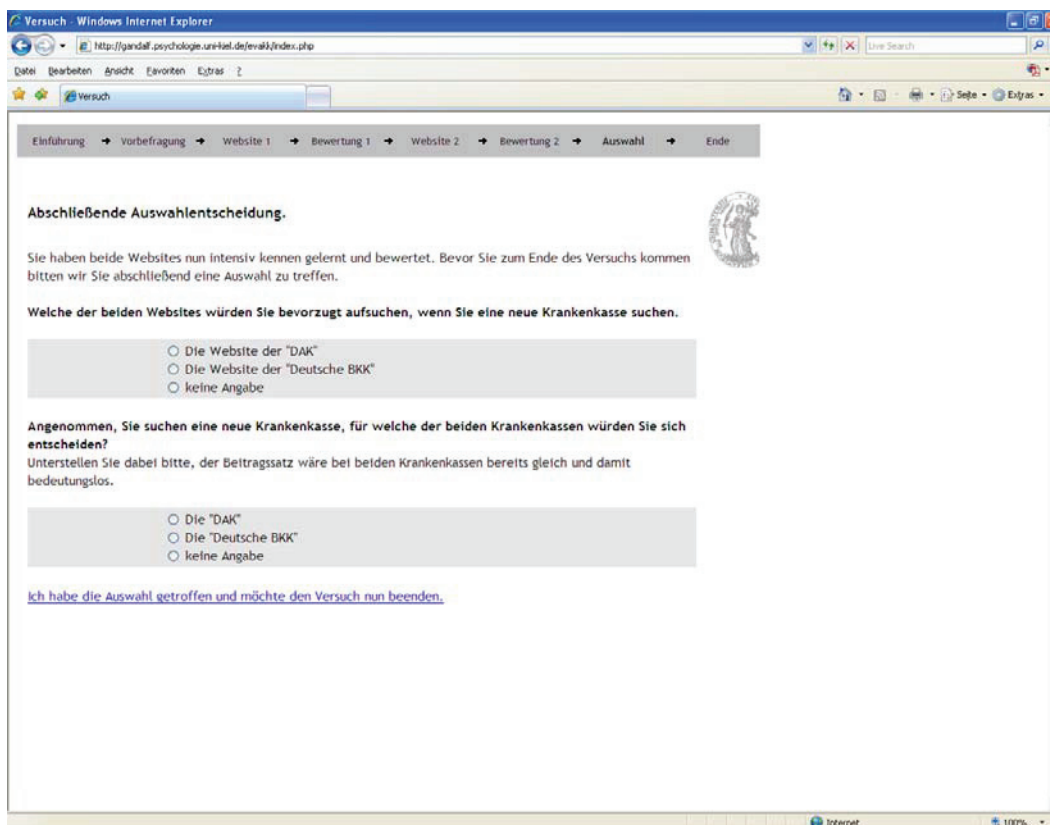 Versuch - Windows Internet Explorer
http://gandalf.psychologie.uni-kiel.de/evakk/index.php
Live Search
Datei Bearbeiten Ansicht Favoriten Extras ?
Versuch
Seite Extras
Einführung → Vorbefragung → Website 1 → Bewertung 1 → Website 2 → Bewertung 2 → Auswahl → Ende
Abschließende Auswahlentscheidung.
Sie haben beide Websites nun intensiv kennen gelernt und bewertet. Bevor Sie zum Ende des Versuchs kommen
bitten wir Sie abschließend eine Auswahl zu treffen.
Welche der beiden Websites würden Sie bevorzugt aufsuchen, wenn Sie eine neue Krankenkasse suchen.
Die Website der "DAK"
Die Website der "Deutsche BKK"
keine Angabe
Angenommen, Sie suchen eine neue Krankenkasse, für welche der beiden Krankenkassen würden Sie sich
entscheiden?
Unterstellen Sie dabei bitte, der Beitragssatz wäre bei beiden Krankenkassen bereits gleich und damit
bedeutungslos.
Die "DAK"
Die "Deutsche BKK"
keine Angabe
Ich habe die Auswahl getroffen und möchte den Versuch nun beenden.
Internet 100%